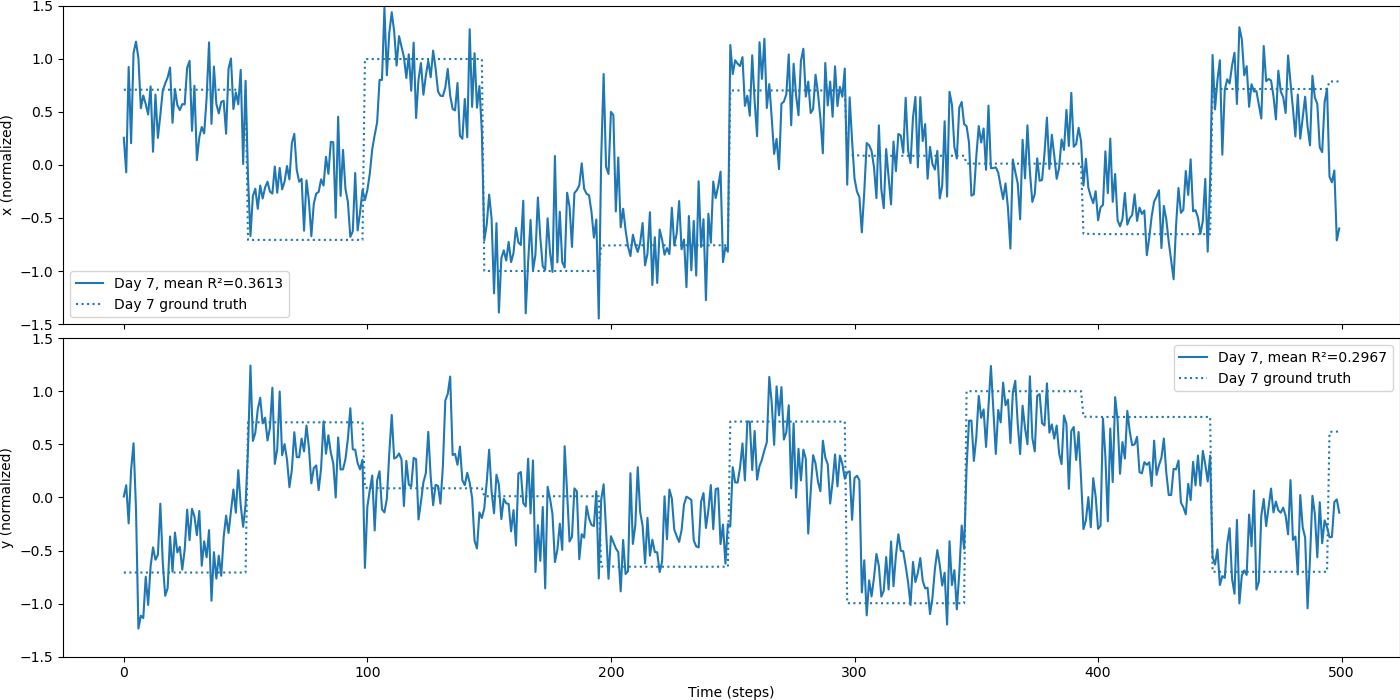 1.5
1.0
0.5
0.0
−0.5
−1.0
−1.5
x (normalized)
Day 7, mean R²=0.3613
Day 7 ground truth
1.5
1.0
0.5
0.0
−0.5
−1.0
−1.5
y (normalized)
Day 7, mean R²=0.2967
Day 7 ground truth
0 100 200 300 400 500
Time (steps)